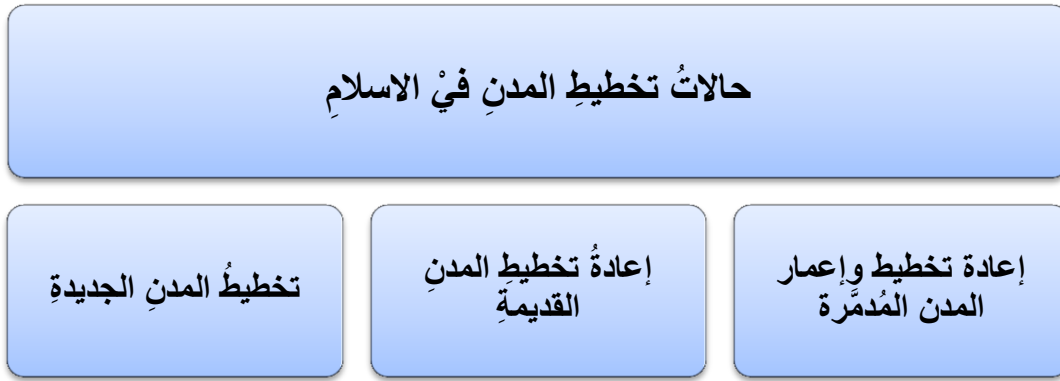 حالاتُ تخطيطِ المدنِ فيْ الاسلامِ
إعادة تخطيط وإعمار
المدن المُدمَّرة
إعادةُ تخطيطِ المدنِ
القديمةِ
تخطيطُ المدنِ الجديدةِ